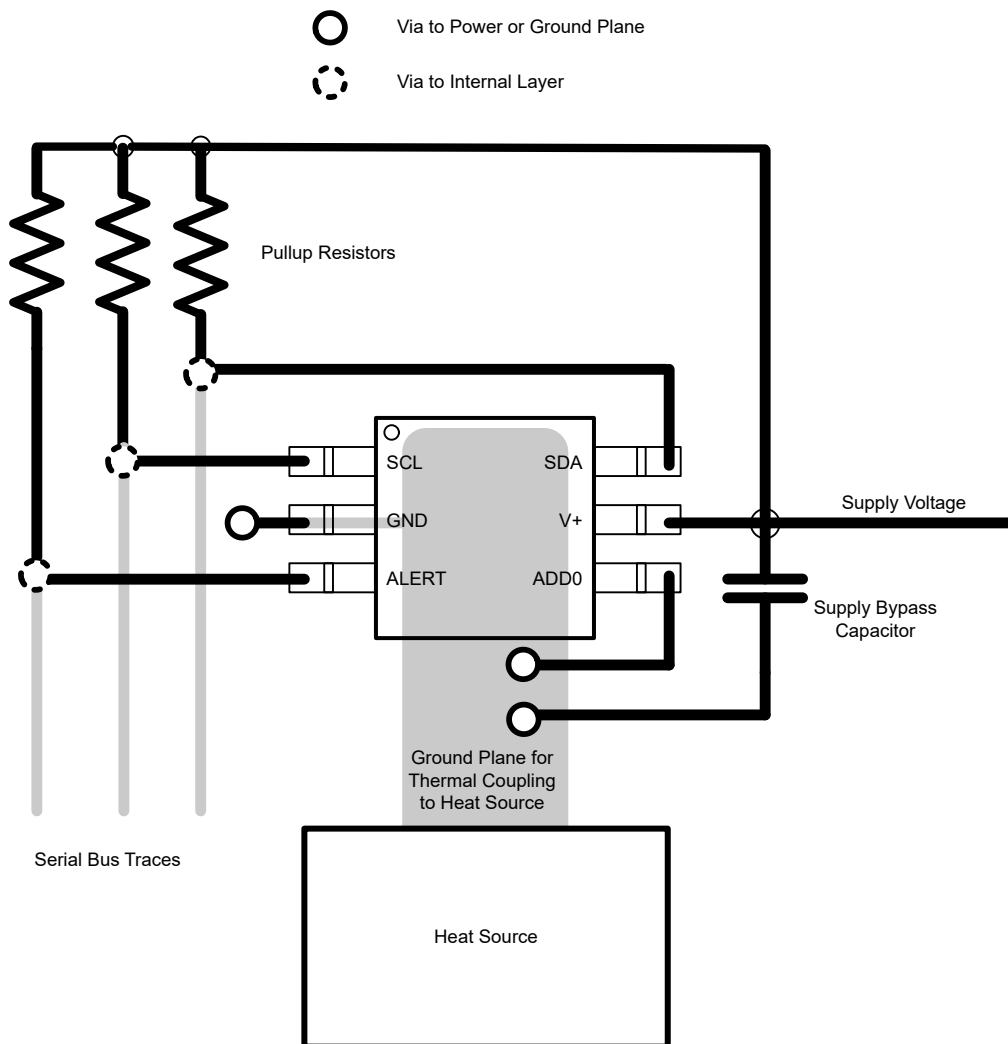 Via to Power or Ground Plane
Via to Internal Layer
Pullup Resistors
SCL
SDA
GND
V+
ALERT
ADD0
Supply Voltage
Supply Bypass
Capacitor
Ground Plane for
Thermal Coupling
to Heat Source
Serial Bus Traces
Heat Source